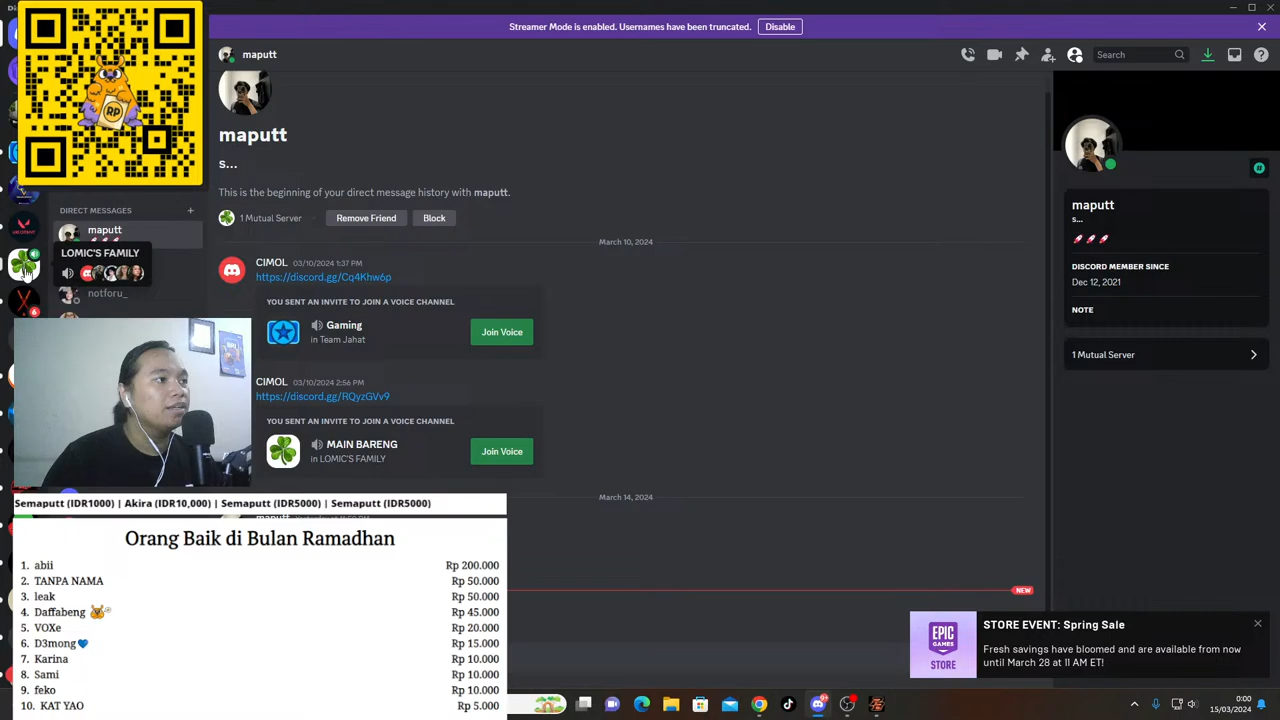 Streamer Mode is enabled. Usernames have been truncated.
Disable
maputt
Search
RP
maputt
s...
This is the beginning of your direct message history with maputt.
1 Mutual Server
Remove Friend
Block
DIRECT MESSAGES
maputt
LOMIC'S FAMILY
notforu_
6
March 10, 2024
CIMOL 03/10/2024 1:37 PM
https://discord.gg/Cq4Khw6p
YOU SENT AN INVITE TO JOIN A VOICE CHANNEL
Gaming
in Team Jahat
Join Voice
CIMOL 03/10/2024 2:56 PM
https://discord.gg/RQyzGVv9
YOU SENT AN INVITE TO JOIN A VOICE CHANNEL
MAIN BARENG
in LOMIC'S FAMILY
Join Voice
March 14, 2024
NEW
maputt
s...
DISCORD MEMBER SINCE
Dec 12, 2021
NOTE
1 Mutual Server
Semaputt (IDR1000) | Akira (IDR10,000) | Semaputt (IDR5000) | Semaputt (IDR5000)
Orang Baik di Bulan Ramadhan
1. abii Rp 200.000
2. TANPA NAMA Rp 50.000
3. leak Rp 50.000
4. Daffabeng Rp 45.000
5. VOXe Rp 20.000
6. D3mong💙 Rp 15.000
7. Karina Rp 10.000
8. Sami Rp 10.000
9. feko Rp 10.000
10. KAT YAO Rp 5.000
EPIC
GAMES
STORE
STORE EVENT: Spring Sale
Fresh savings have bloomed and are available from now
until March 28 at 11 AM ET!
0:00
15/03/2024